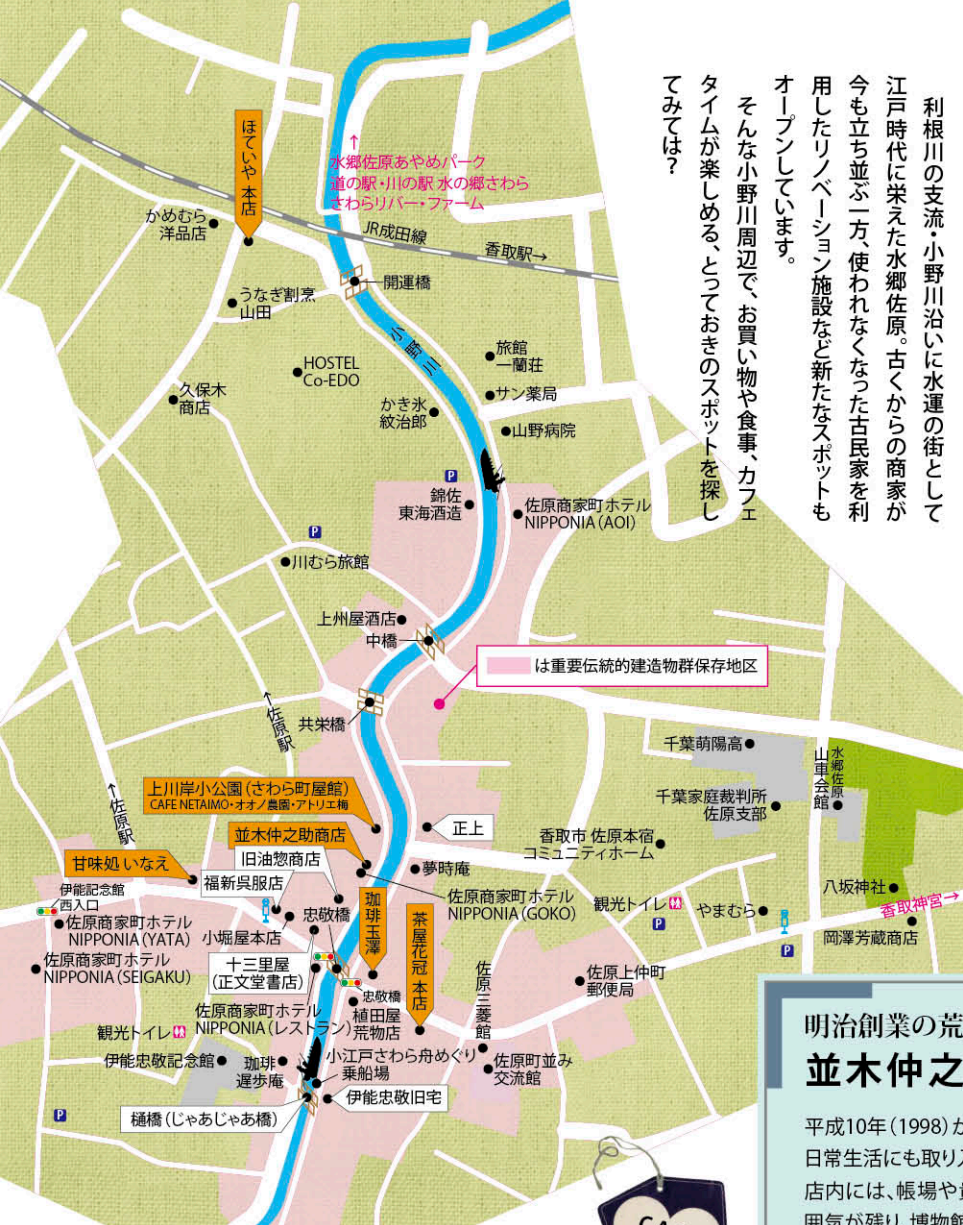 利根川の支流・小野川沿いに水運の街として
江戸時代に栄えた水郷佐原。古くからの商家が
今も立ち並ぶ一方、使われなくなった古民家を利
用したリノベーション施設など新たなスポットも
オープンしています。
そんな小野川周辺で、お買い物や食事、カフェ
タイムが楽しめる、とっておきのスポットを探し
てみては?
ほていや 本店
↑
水郷佐原あやめパーク
道の駅・川の駅 水の郷さわら
さわらリバー・ファーム
かめむら
洋品店
JR成田線
香取駅→
開運橋
うなぎ割烹
山田
小野川
旅館
一蘭荘
HOSTEL
Co-EDO
サン薬局
久保木
商店
かき氷
紋治郎
山野病院
P
錦佐
東海酒造
佐原商家町ホテル
NIPPONIA(AOI)
P
川むら旅館
上州屋酒店
中橋
は重要伝統的建造物群保存地区
←佐原駅
共栄橋
千葉萌陽高
水郷佐原
山車会館
←佐原駅
上川岸小公園(さわら町屋館)
CAFE NETAIMO・オオノ農園・アトリエ梅
千葉家庭裁判所
佐原支部
並木仲之助商店
正上
香取市 佐原本宿
コミュニティホーム
甘味処 いなえ
旧油惣商店
夢時庵
福新呉服店
伊能記念館
西入口
佐原商家町ホテル
NIPPONIA(GOKO)
八坂神社
香取神宮→
観光トイレ
やまむら
P
佐原商家町ホテル
NIPPONIA(YATA)
小堀屋本店
忠敬橋
珈琲玉澤
茶屋花冠 本店
岡澤芳蔵商店
P
佐原商家町ホテル
NIPPONIA(SEIGAKU)
十三里屋
(正文堂書店)
佐原三菱館
佐原上仲町
郵便局
忠敬橋
佐原商家町ホテル
NIPPONIA(レストラン)
植田屋
荒物店
観光トイレ
伊能忠敬記念館
珈琲
遅歩庵
小江戸さわら舟めぐり
乗船場
佐原町並み
交流館
P
樋橋(じゃあじゃあ橋)
伊能忠敬旧宅
明治創業の荒
並木仲之
平成10年(1998)か
日常生活にも取り入
店内には、帳場や
囲気が残り、博物館